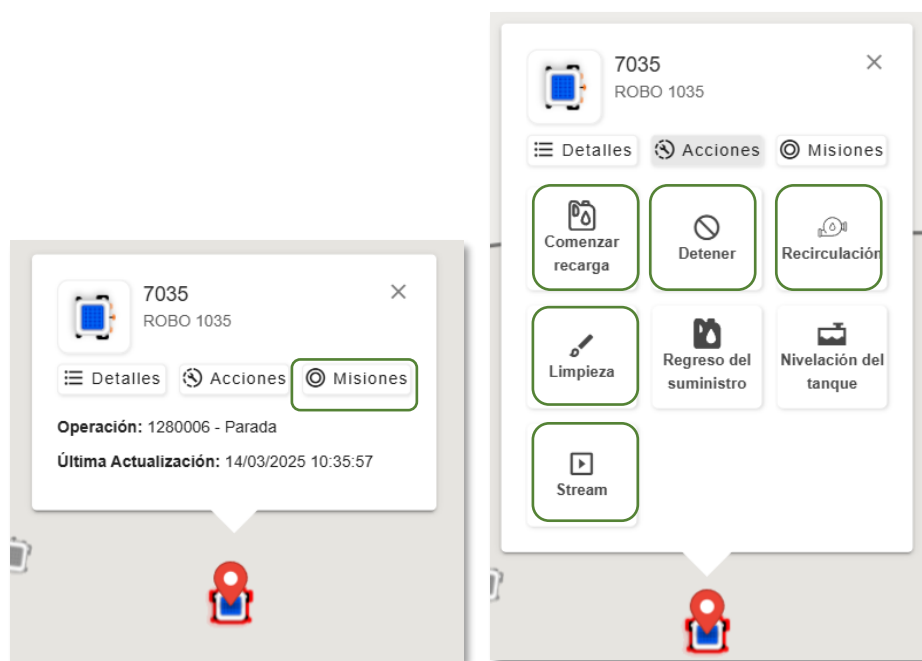 7035
ROBO 1035
Detalles Acciones Misiones
Operación: 1280006 - Parada
Última Actualización: 14/03/2025 10:35:57
7035
ROBO 1035
Detalles Acciones Misiones
Comenzar
recarga
Detener
Recirculación
Limpieza
Regreso del
suministro
Nivelación del
tanque
Stream